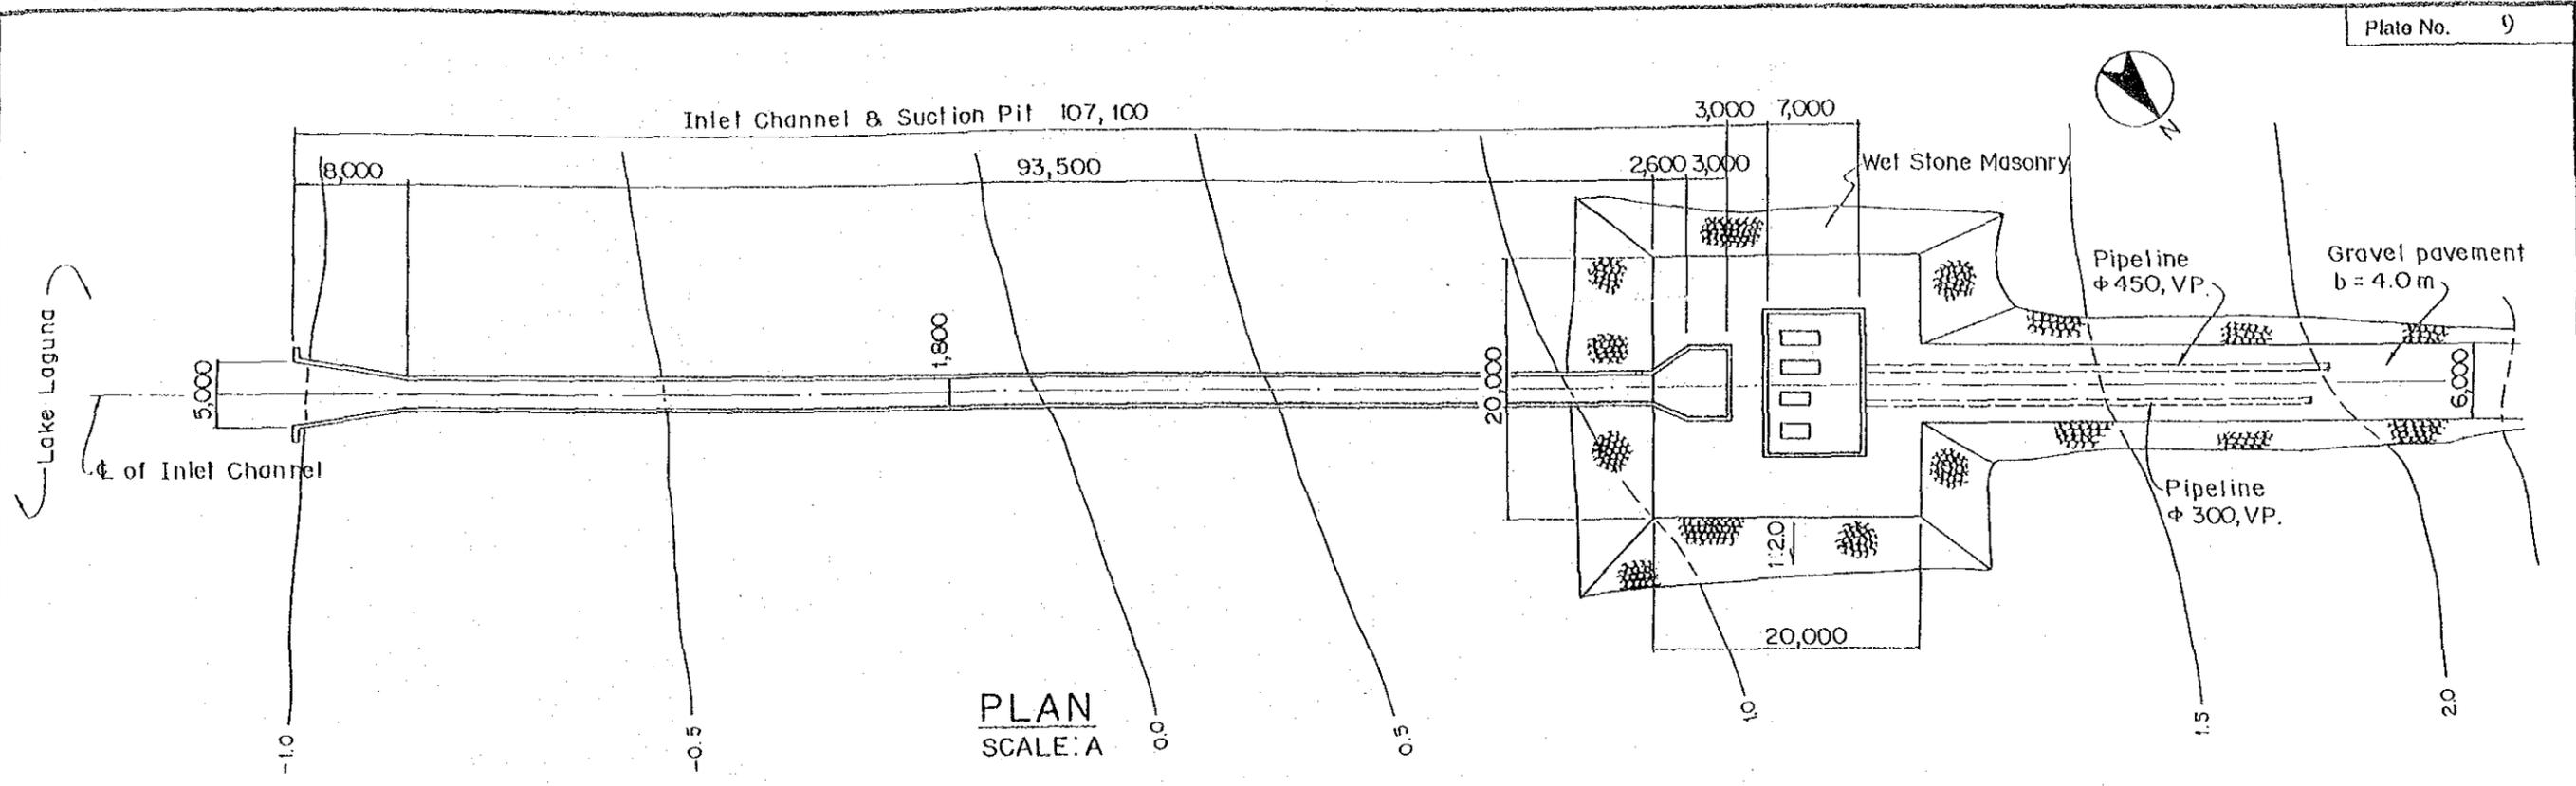 Plate No. 9
Inlet Channel & Suction Pit 107,100
3,000 7,000
N
8,000
93,500
2,600 3,000
Wet Stone Masonry
Pipeline
Φ450, VP.
Gravel pavement
b = 4.0 m
Lake Laguna
5,000
1,800
20,000
6,000
℄ of Inlet Channel
Pipeline
Φ 300, VP.
1:2.0
20,000
PLAN
SCALE: A
-1.0
-0.5
0.0
0.5
1.0
1.5
2.0